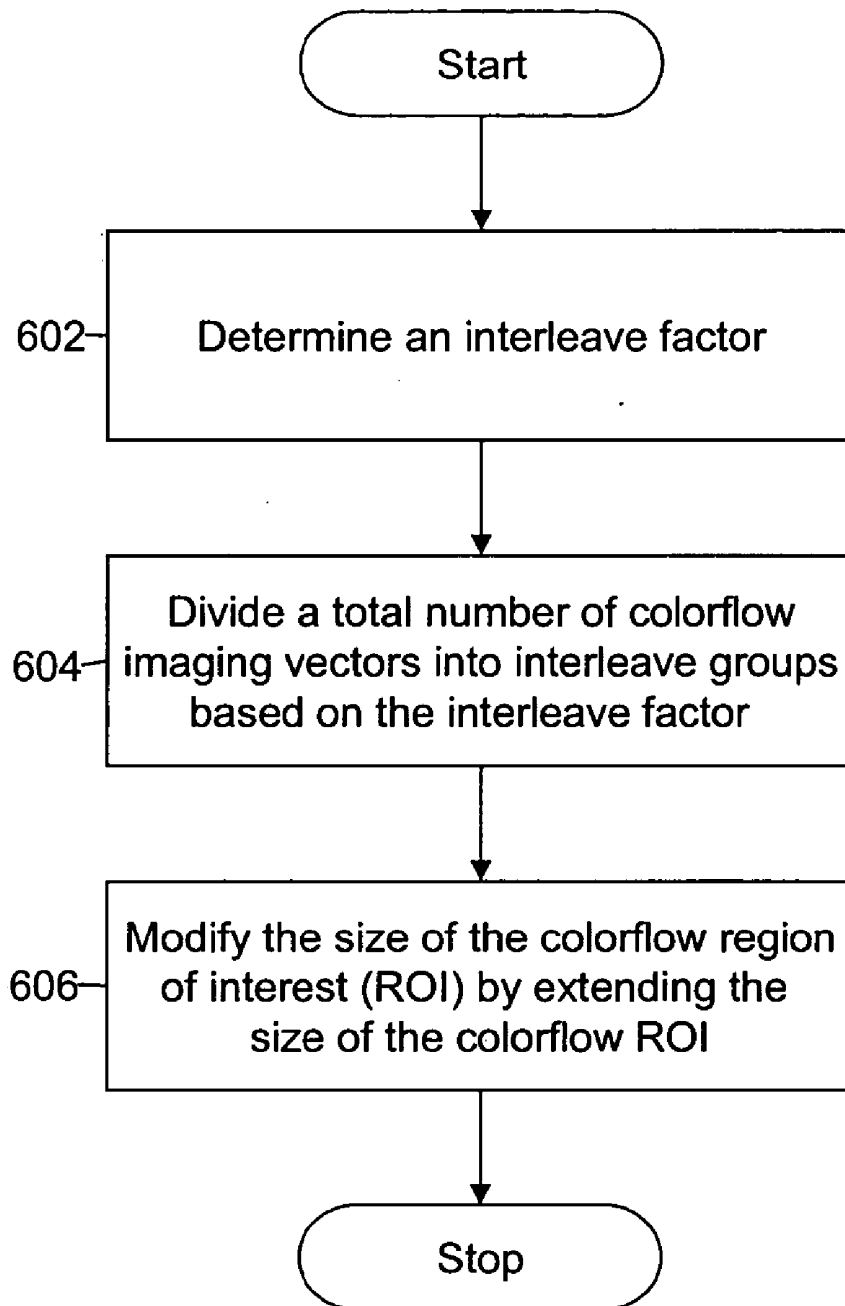 Start
602
Determine an interleave factor
604
Divide a total number of colorflow
imaging vectors into interleave groups
based on the interleave factor
606
Modify the size of the colorflow region
of interest (ROI) by extending the
size of the colorflow ROI
Stop